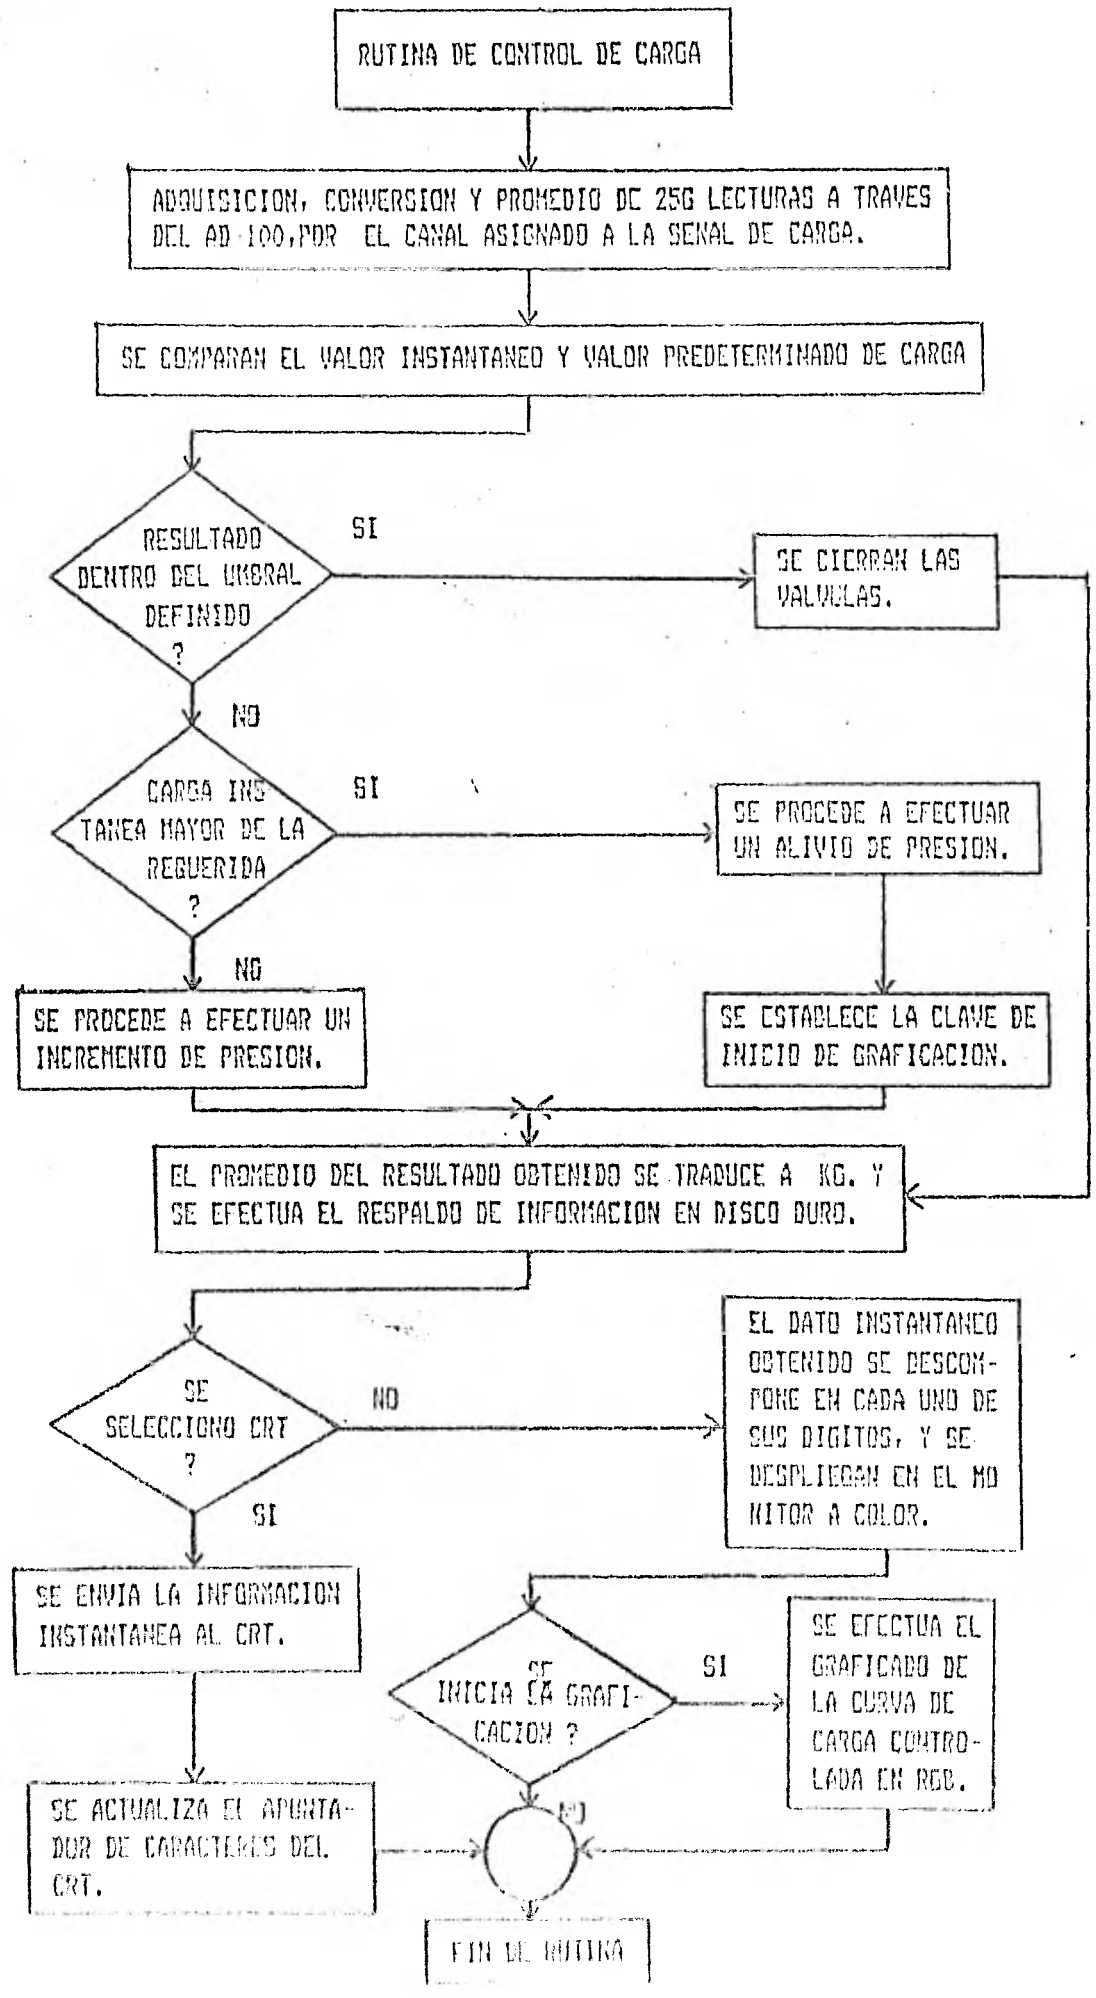 RUTINA DE CONTROL DE CARGA
ADQUISICION, CONVERSION Y PROMEDIO DE 256 LECTURAS A TRAVES
DEL AD-100,POR EL CANAL ASIGNADO A LA SENAL DE CARGA.
SE COMPARAN EL VALOR INSTANTANEO Y VALOR PREDETERMINADO DE CARGA
RESULTADO
DENTRO DEL UMBRAL
DEFINIDO
?
SI
SE CIERRAN LAS
VALVULAS.
NO
CARGA INS
TANEA MAYOR DE LA
REQUERIDA
?
SI
SE PROCEDE A EFECTUAR
UN ALIVIO DE PRESION.
NO
SE PROCEDE A EFECTUAR UN
INCREMENTO DE PRESION.
SE ESTABLECE LA CLAVE DE
INICIO DE GRAFICACION.
EL PROMEDIO DEL RESULTADO OBTENIDO SE TRADUCE A KG. Y
SE EFECTUA EL RESPALDO DE INFORMACION EN DISCO DURO.
SE
SELECCIONO CRT
?
NO
EL DATO INSTANTANEO
OBTENIDO SE DESCOM-
PONE EN CADA UNO DE
SUS DIGITOS, Y SE
DESPLIEGAN EN EL MO
NITOR A COLOR.
SI
SE ENVIA LA INFORMACION
INSTANTANEA AL CRT.
SE
INICIA LA GRAFI-
CACION ?
SI
SE EFECTUA EL
GRAFICADO DE
LA CURVA DE
CARGA CONTRO-
LADA EN RGB.
NO
SE ACTUALIZA EL APUNTA-
DOR DE CARACTERES DEL
CRT.
FIN DE RUTINA